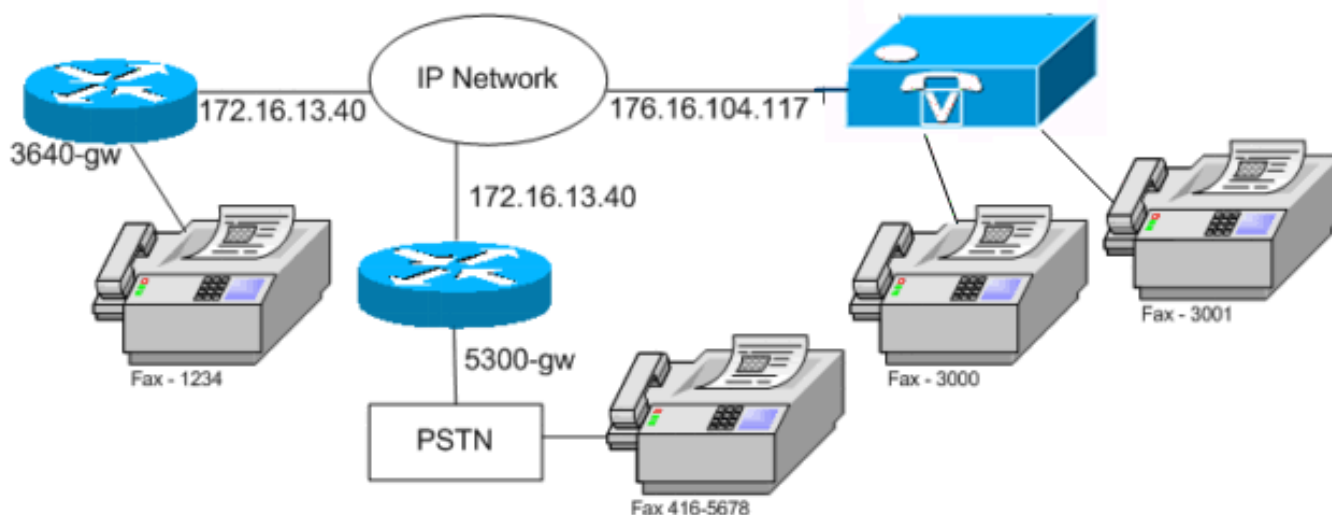 IP Network
172.16.13.40
176.16.104.117
V
3640-gw
172.16.13.40
Fax - 3001
Fax - 1234
5300-gw
Fax - 3000
PSTN
Fax 416-5678